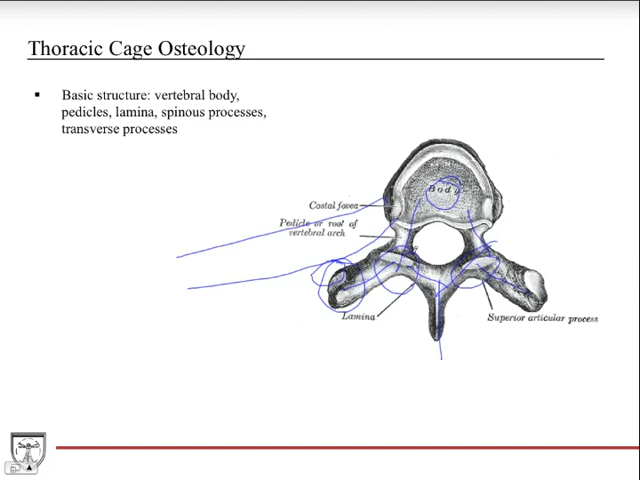 Thoracic Cage Osteology
▪ Basic structure: vertebral body,
pedicles, lamina, spinous processes,
transverse processes
Body
Costal fovea
Pedicle or root of
vertebral arch
Lamina
Superior articular process